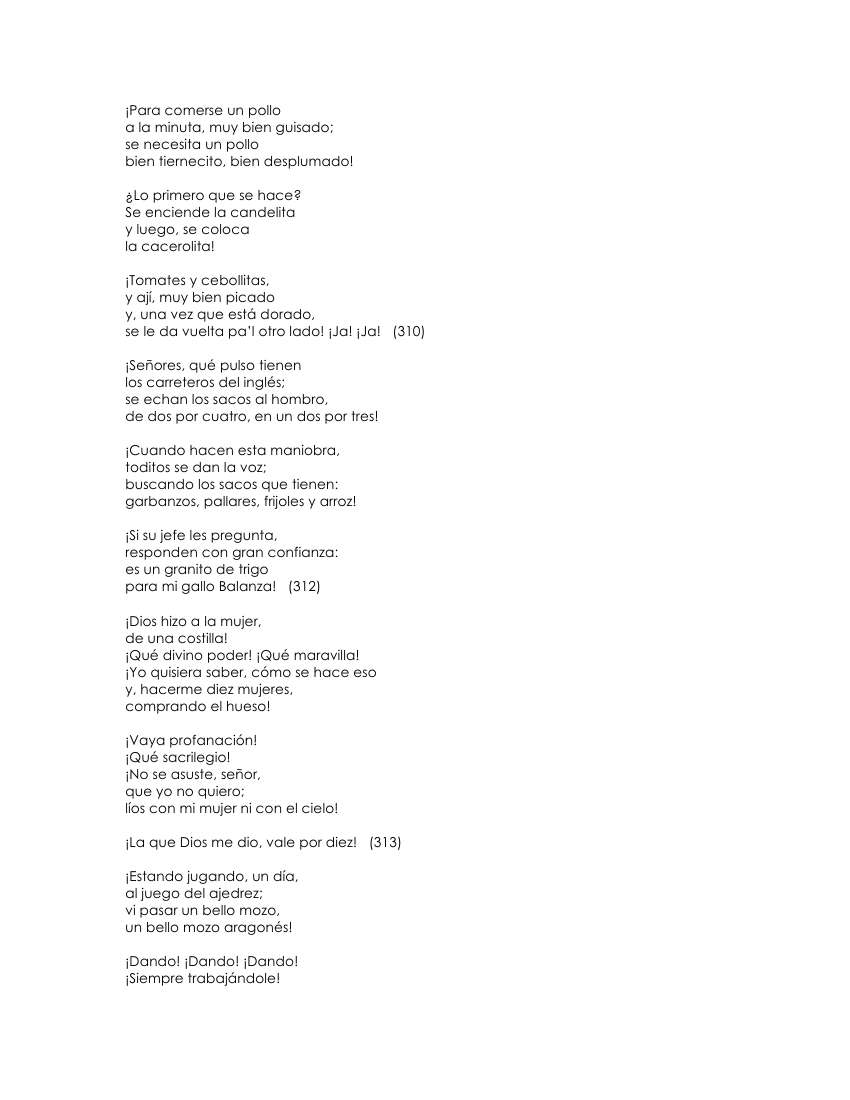 ¡Para comerse un pollo
a la minuta, muy bien guisado;
se necesita un pollo
bien tiernecito, bien desplumado!

¿Lo primero que se hace?
Se enciende la candelita
y luego, se coloca
la cacerolita!

¡Tomates y cebollitas,
y ají, muy bien picado
y, una vez que está dorado,
se le da vuelta pa’l otro lado! ¡Ja! ¡Ja!   (310)

¡Señores, qué pulso tienen
los carreteros del inglés;
se echan los sacos al hombro,
de dos por cuatro, en un dos por tres!

¡Cuando hacen esta maniobra,
toditos se dan la voz;
buscando los sacos que tienen:
garbanzos, pallares, frijoles y arroz!

¡Si su jefe les pregunta,
responden con gran confianza:
es un granito de trigo
para mi gallo Balanza!   (312)

¡Dios hizo a la mujer,
de una costilla!
¡Qué divino poder! ¡Qué maravilla!
¡Yo quisiera saber, cómo se hace eso
y, hacerme diez mujeres,
comprando el hueso!

¡Vaya profanación!
¡Qué sacrilegio!
¡No se asuste, señor,
que yo no quiero;
líos con mi mujer ni con el cielo!

¡La que Dios me dio, vale por diez!   (313)

¡Estando jugando, un día,
al juego del ajedrez;
vi pasar un bello mozo,
un bello mozo aragonés!

¡Dando! ¡Dando! ¡Dando!
¡Siempre trabajándole!